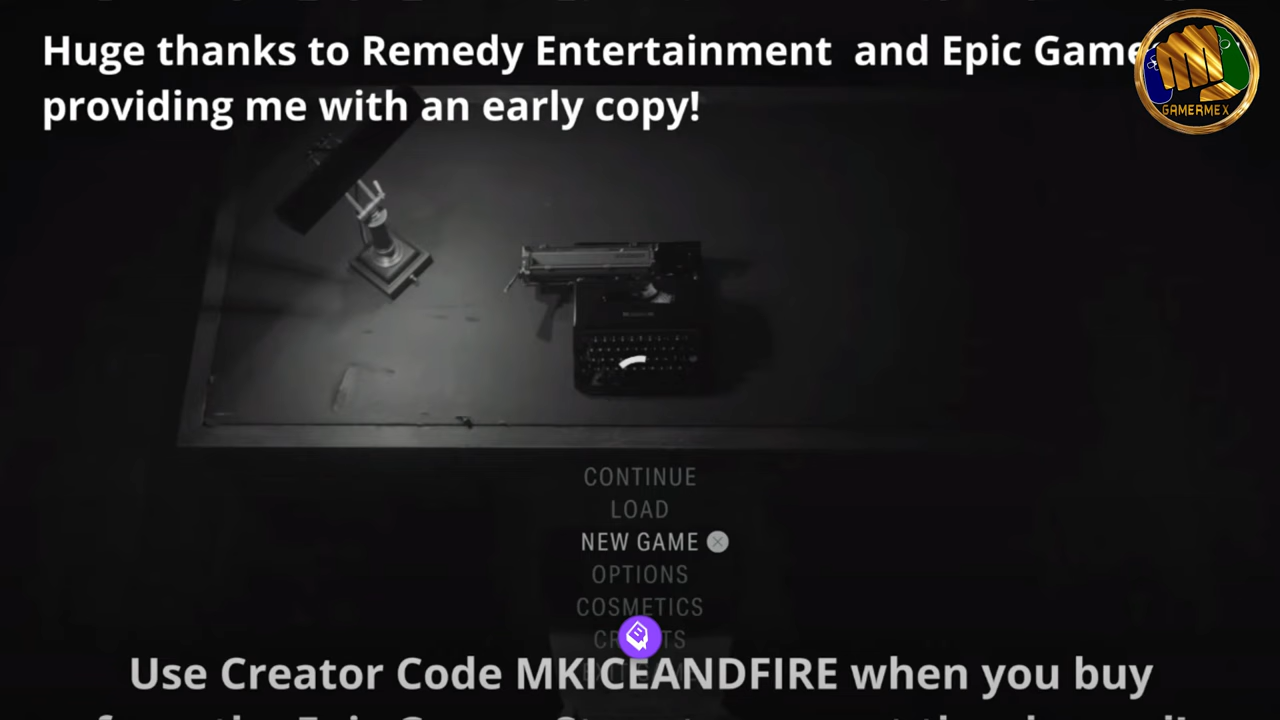 Huge thanks to Remedy Entertainment and Epic Game
providing me with an early copy!
GAMERMEX
CONTINUE
LOAD
NEW GAME
OPTIONS
COSMETICS
Use Creator Code MKICEANDFIRE when you buy